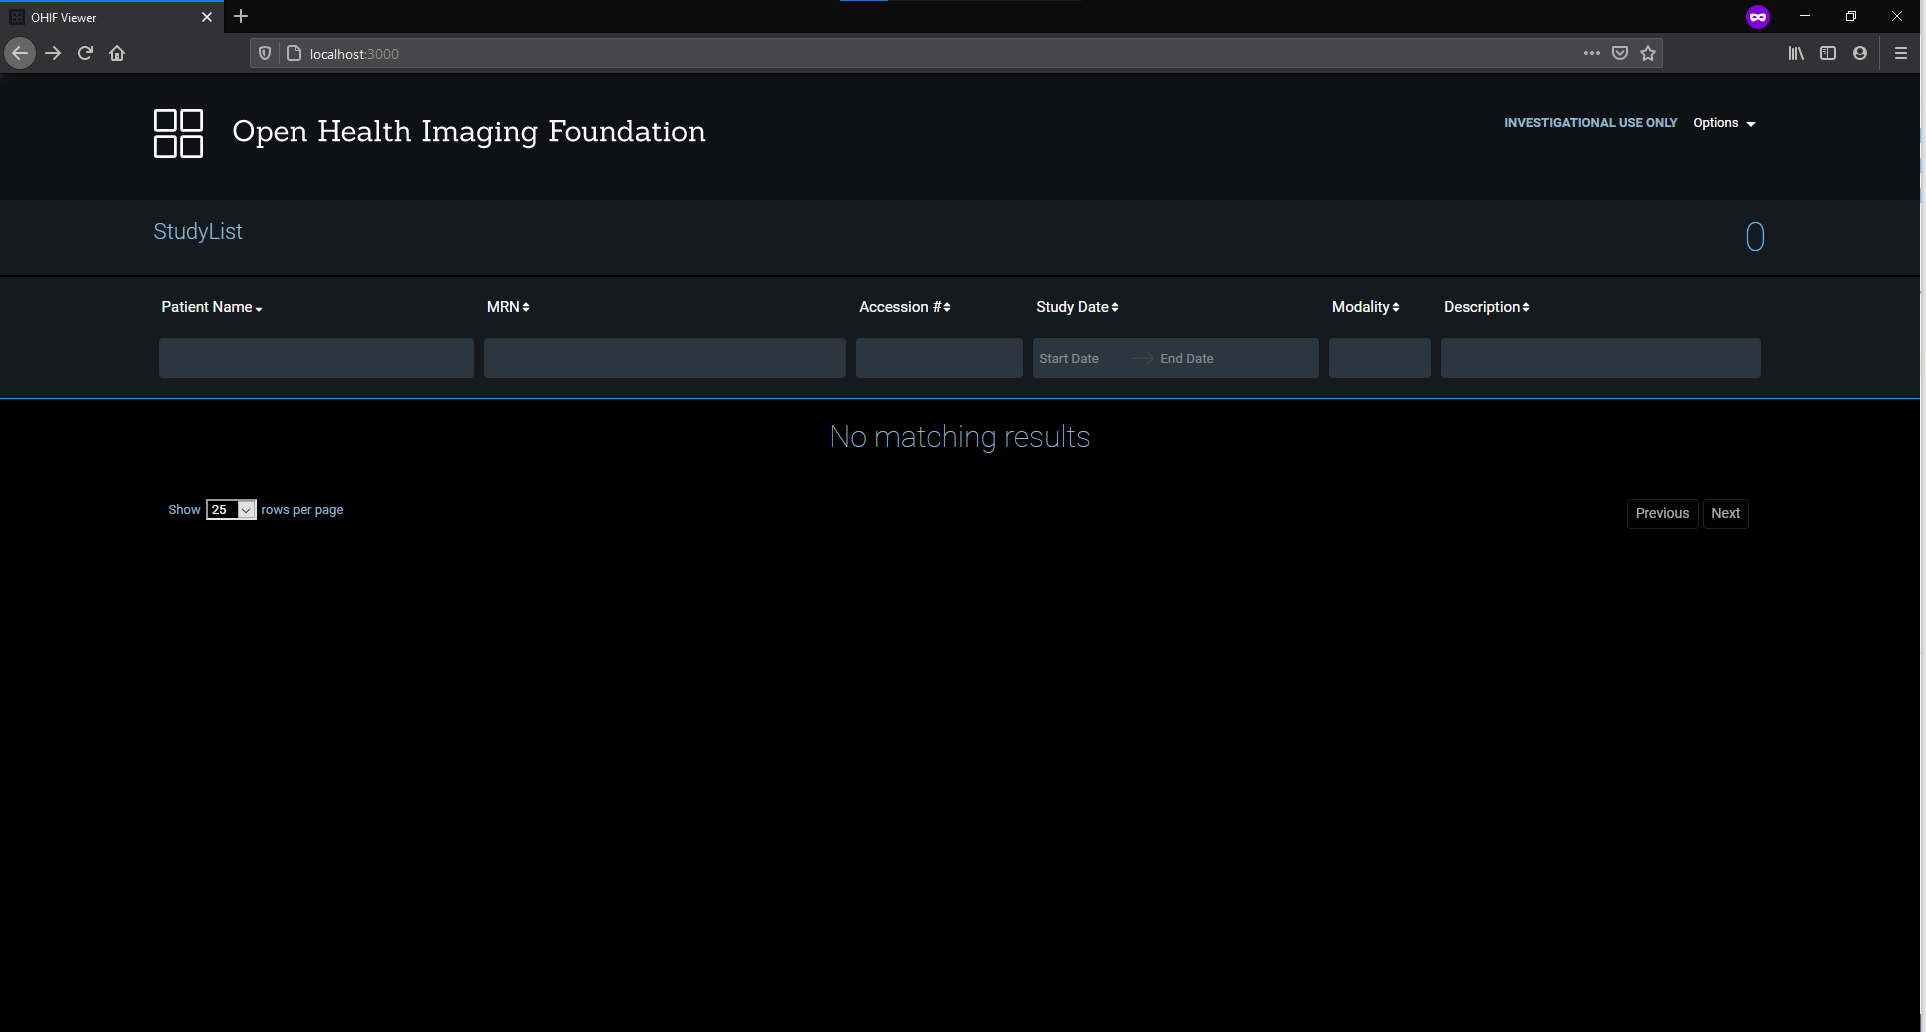 OHIF Viewer
localhost:3000
Open Health Imaging Foundation
INVESTIGATIONAL USE ONLY Options
StudyList 0
Patient Name MRN Accession # Study Date Modality Description
Start Date End Date
No matching results
Show 25 rows per page Previous Next